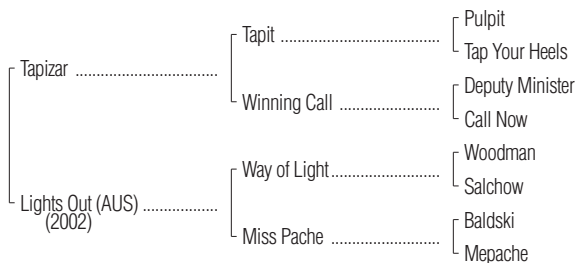 Pulpit
Tapit ........................................
Tap Your Heels
Tapizar ....................................
Deputy Minister
Winning Call .........................
Call Now
Woodman
Way of Light...........................
Salchow
Lights Out (AUS) ...................
(2002)
Baldski
Miss Pache ...........................
Mepache